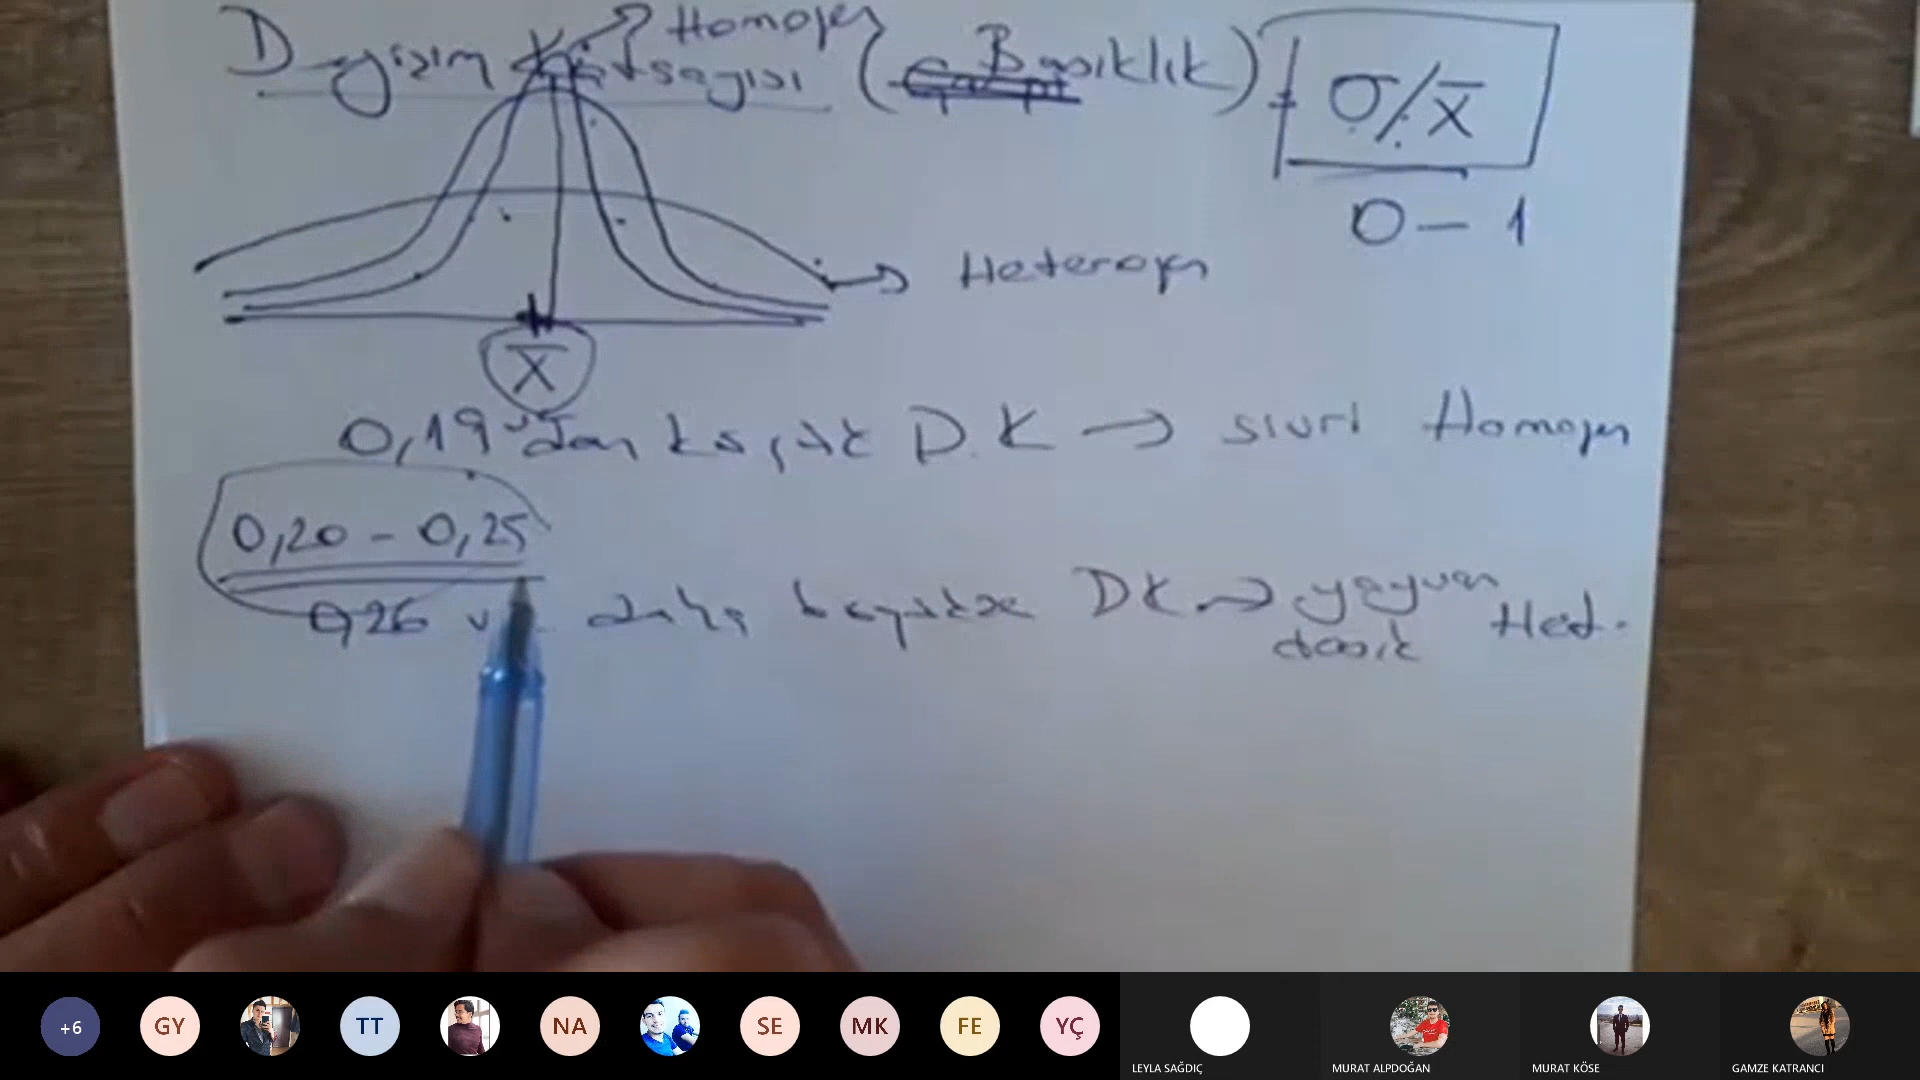 Homojen
Değişim Katsayısı (Basıklık) = σ/x̄
0 – 1
Heterojen
x̄
0,19'dan küçük D.K → sivri Homojen
0,20 – 0,25
0,26 ve daha büyükse DK → yayvan Het.
basık
+6 GY TT NA SE MK FE YÇ
LEYLA SAĞDIÇ MURAT ALPDOĞAN MURAT KÖSE GAMZE KATRANCI